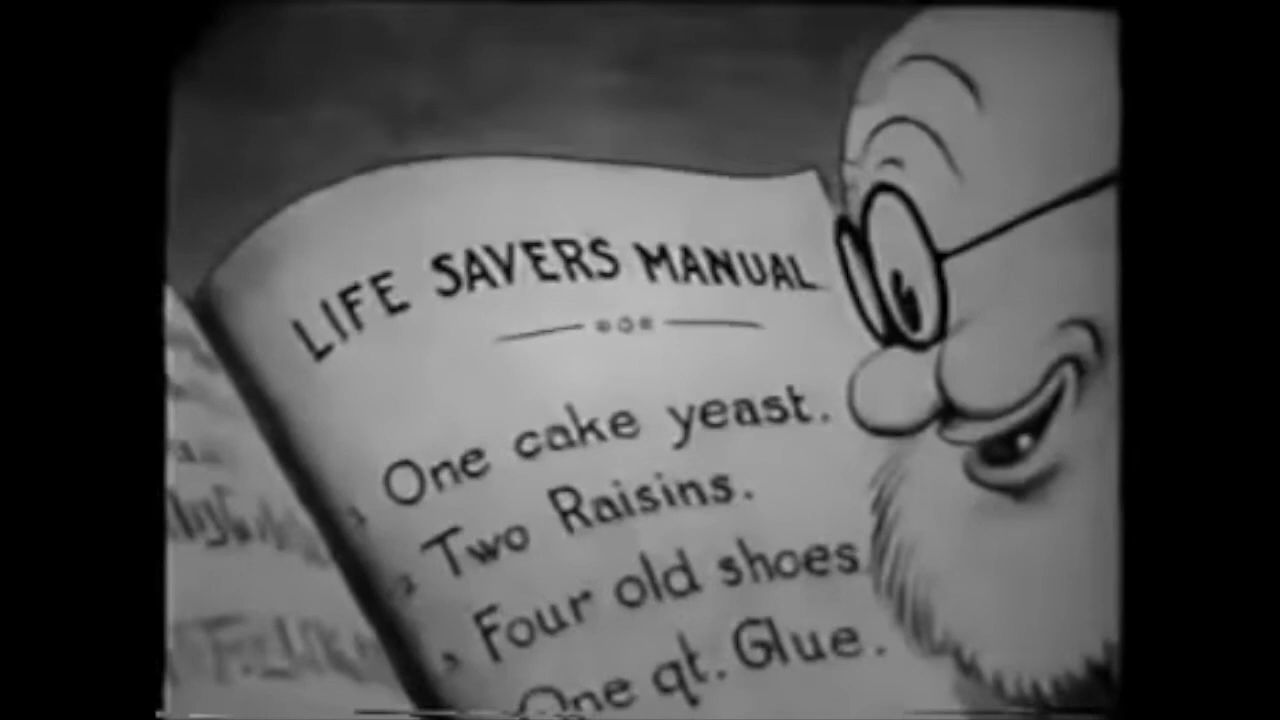 LIFE SAVERS MANUAL
One cake yeast.
Two Raisins.
Four old shoes
One qt. Glue.